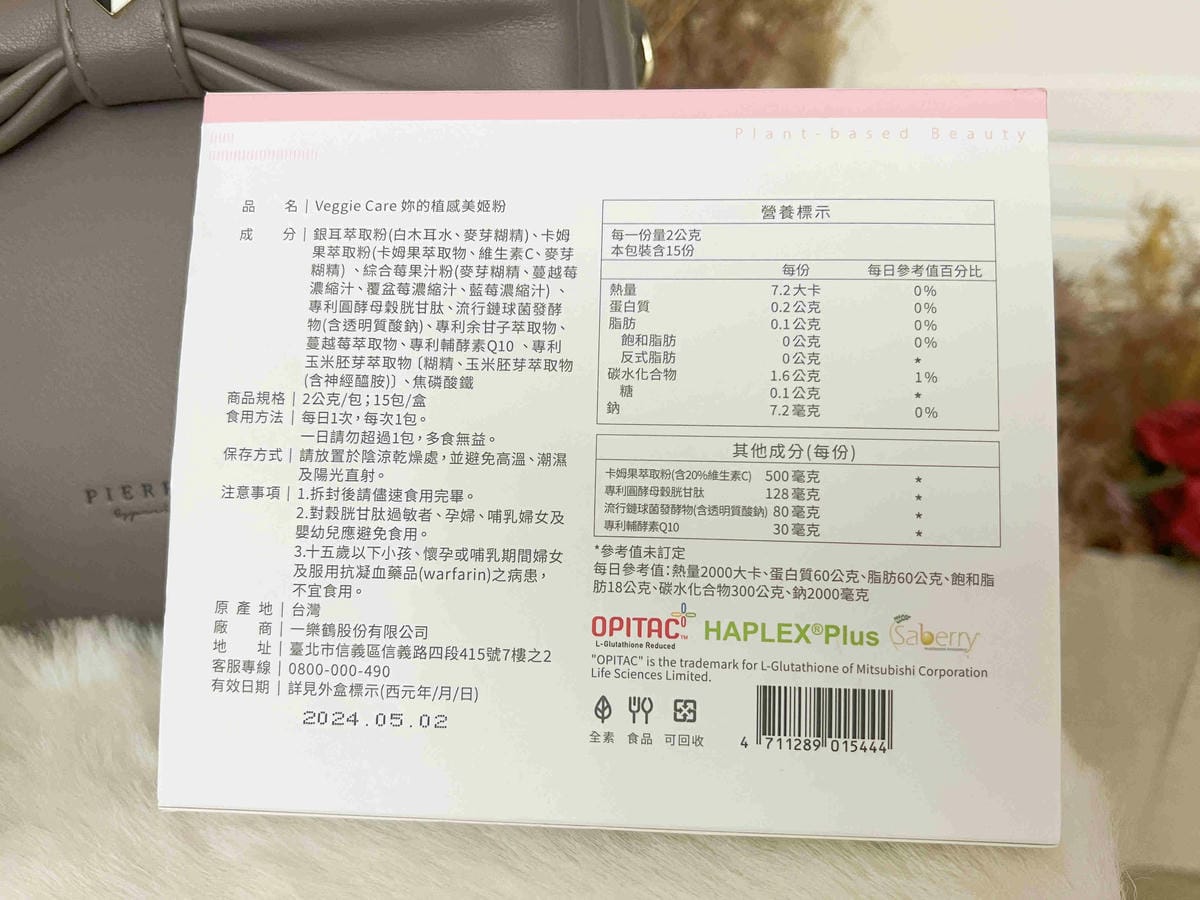 Plant-based Beauty
品 名｜Veggie Care 妳的植感美姬粉
成 分｜銀耳萃取粉(白木耳水、麥芽糊精)、卡姆
果萃取粉(卡姆果萃取物、維生素C、麥芽
糊精)、綜合莓果汁粉(麥芽糊精、蔓越莓
濃縮汁、覆盆莓濃縮汁、藍莓濃縮汁)、
專利圓酵母穀胱甘肽、流行鏈球菌發酵
物(含透明質酸鈉)、專利余甘子萃取物、
蔓越莓萃取物、專利輔酵素Q10、專利
玉米胚芽萃取物〔糊精、玉米胚芽萃取物
(含神經醯胺)〕、焦磷酸鐵
商品規格｜2公克/包；15包/盒
食用方法｜每日1次，每次1包。
一日請勿超過1包，多食無益。
保存方式｜請放置於陰涼乾燥處，並避免高溫、潮濕
及陽光直射。
注意事項｜1.拆封後請儘速食用完畢。
2.對穀胱甘肽過敏者、孕婦、哺乳婦女及
嬰幼兒應避免食用。
3.十五歲以下小孩、懷孕或哺乳期間婦女
及服用抗凝血藥品(warfarin)之病患，
不宜食用。
原產地｜台灣
廠 商｜一樂鶴股份有限公司
地 址｜臺北市信義區信義路四段415號7樓之2
客服專線｜0800-000-490
有效日期｜詳見外盒標示(西元年/月/日)
2024.05.02
營養標示
每一份量2公克
本包裝含15份
每份 每日參考值百分比
熱量 7.2大卡 0%
蛋白質 0.2公克 0%
脂肪 0.1公克 0%
飽和脂肪 0公克 0%
反式脂肪 0公克 *
碳水化合物 1.6公克 1%
糖 0.1公克 *
鈉 7.2毫克 0%
其他成分(每份)
卡姆果萃取粉(含20%維生素C) 500毫克 *
專利圓酵母穀胱甘肽 128毫克 *
流行鏈球菌發酵物(含透明質酸鈉) 80毫克 *
專利輔酵素Q10 30毫克 *
*參考值未訂定
每日參考值：熱量2000大卡、蛋白質60公克、脂肪60公克、飽和脂
肪18公克、碳水化合物300公克、鈉2000毫克
OPITAC™ HAPLEX®Plus Saberry
L-Glutathione Reduced
"OPITAC" is the trademark for L-Glutathione of Mitsubishi Corporation
Life Sciences Limited.
全素 食品 可回收
4 711289 015444